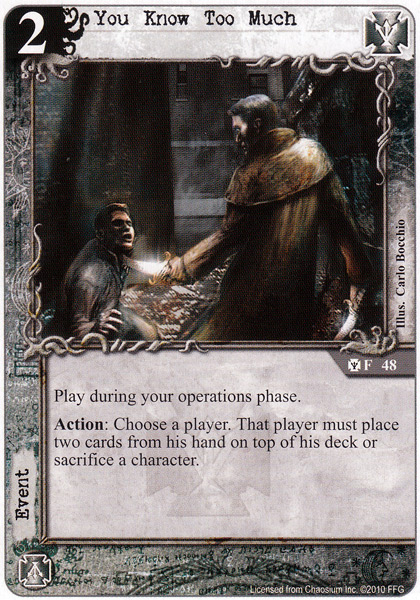 2
You Know Too Much
Illus. Carlo Bocchio
F 48
Play during your operations phase.
Action: Choose a player. That player must place
two cards from his hand on top of his deck or
sacrifice a character.
Event
Licensed from Chaosium Inc. ©2010 FFG